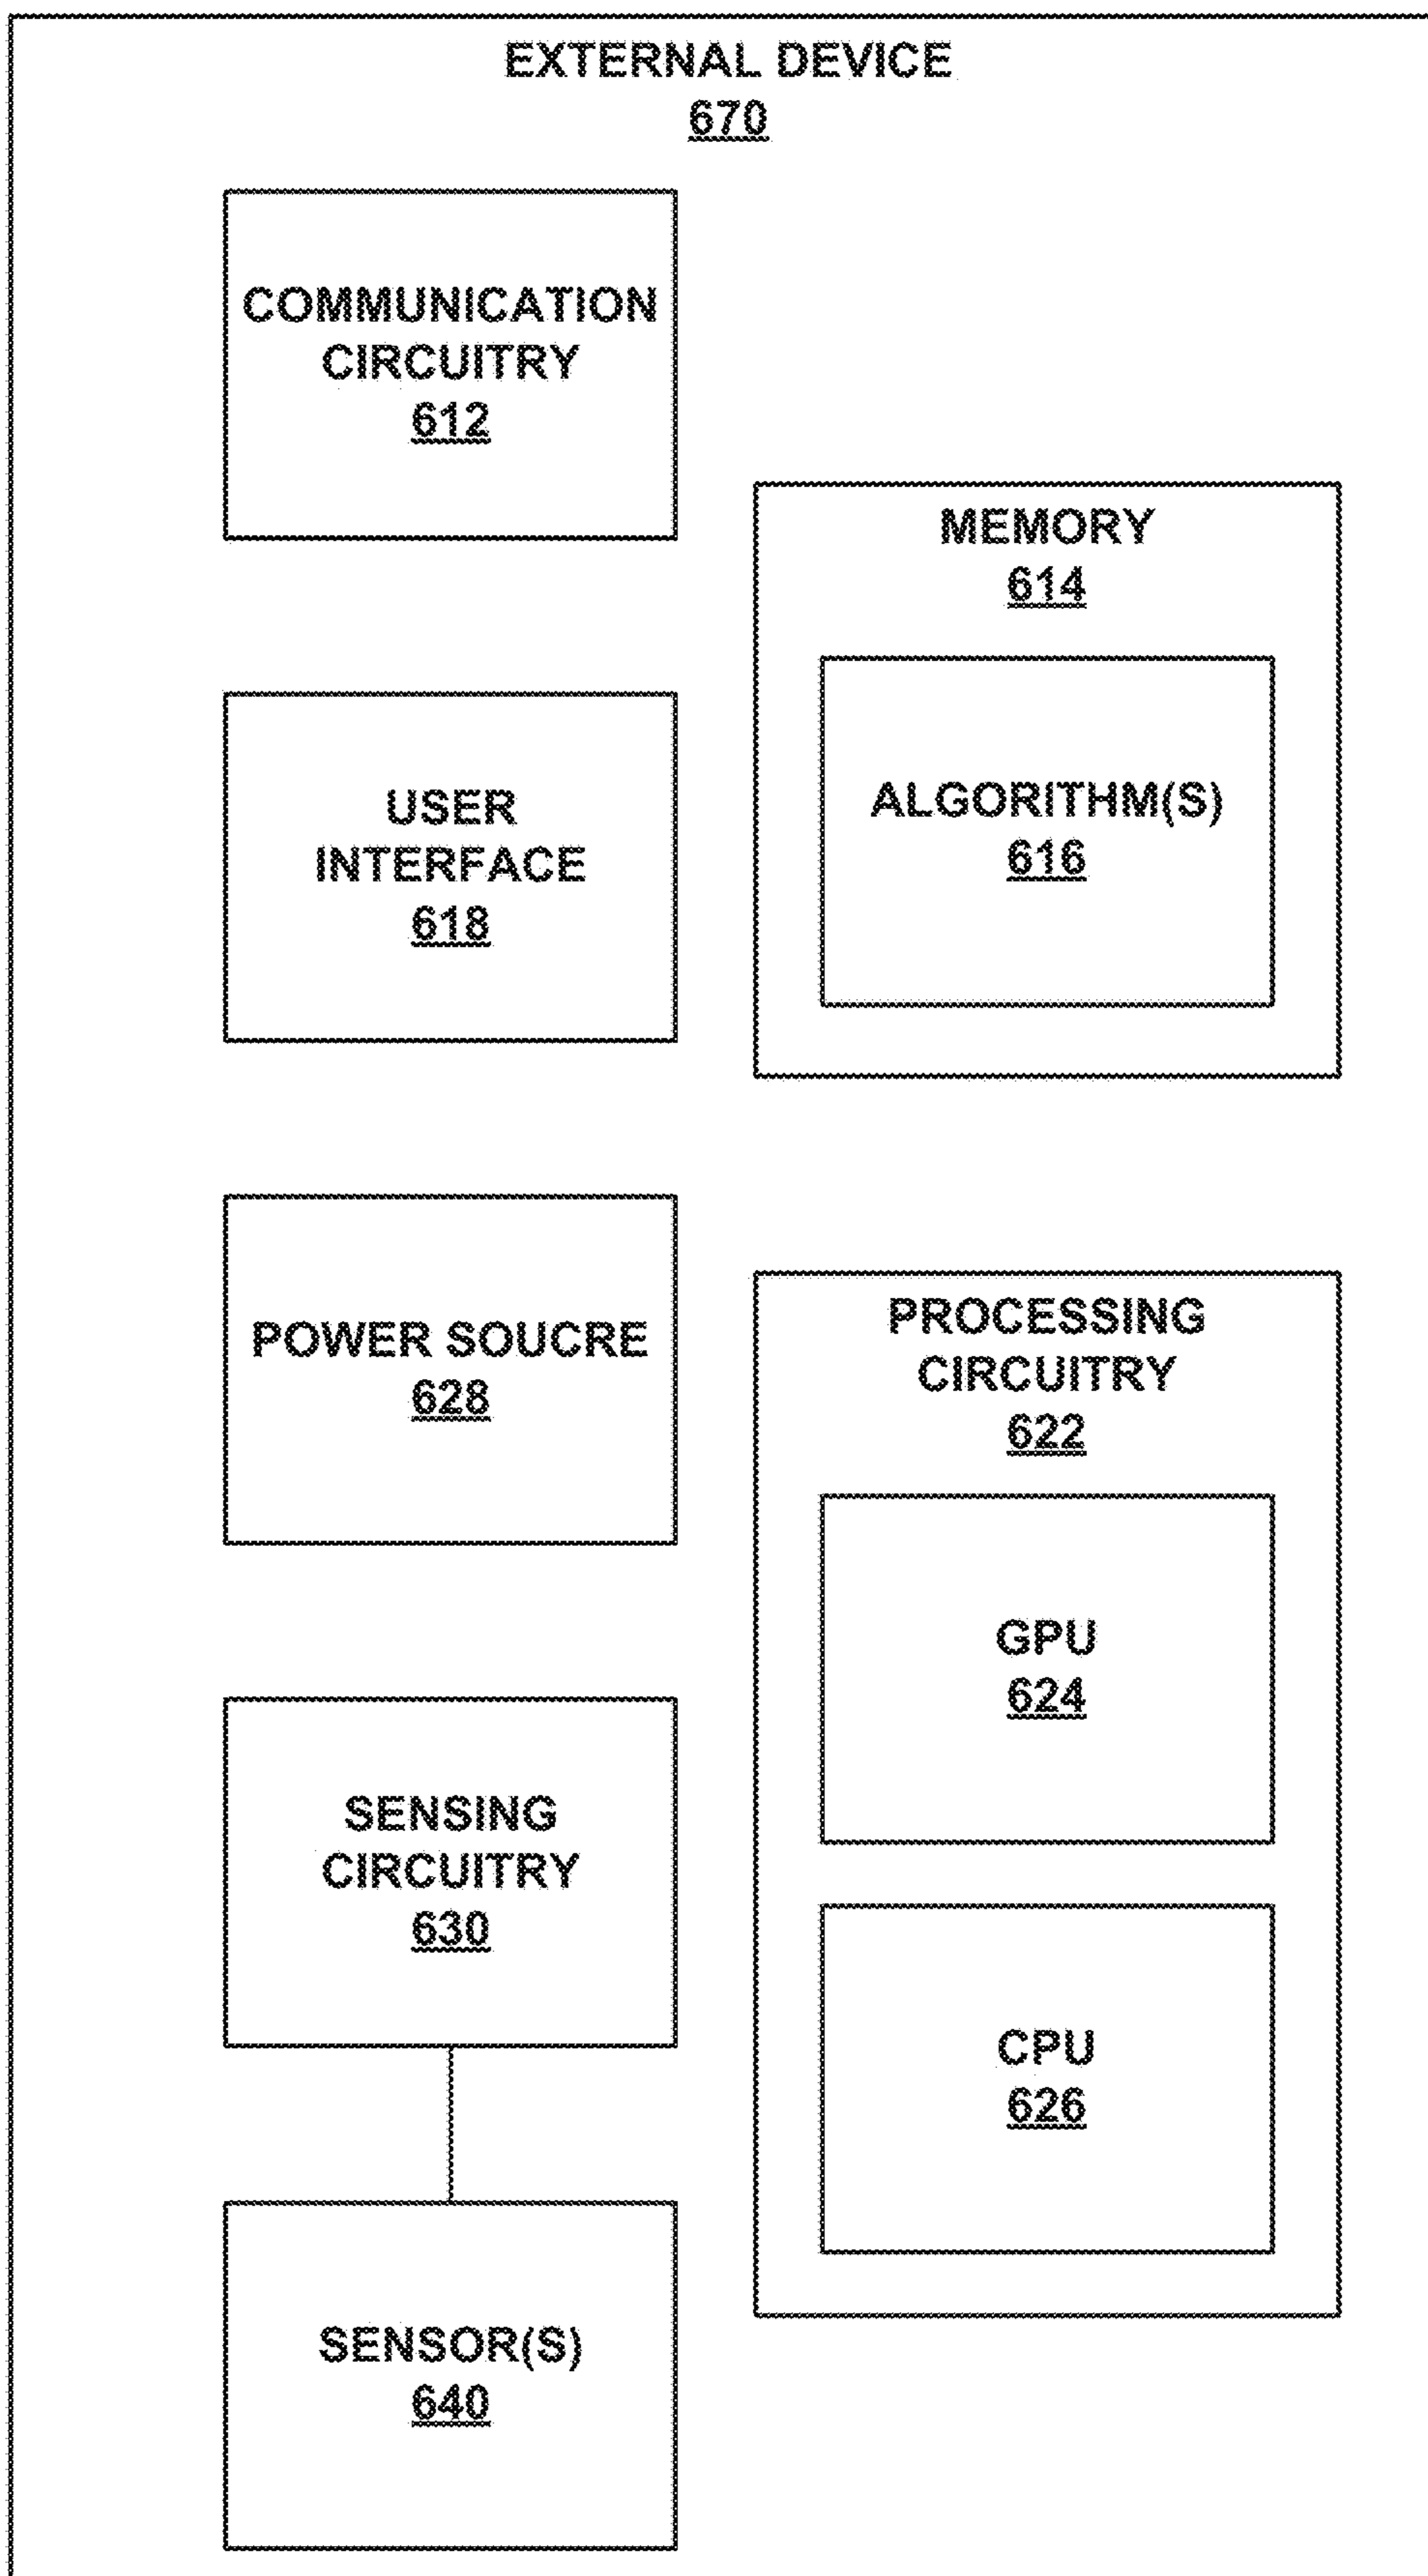 EXTERNAL DEVICE
670
COMMUNICATION
CIRCUITRY
612
MEMORY
614
ALGORITHM(S)
616
USER
INTERFACE
618
POWER SOUCRE
628
PROCESSING
CIRCUITRY
622
GPU
624
SENSING
CIRCUITRY
630
CPU
626
SENSOR(S)
640